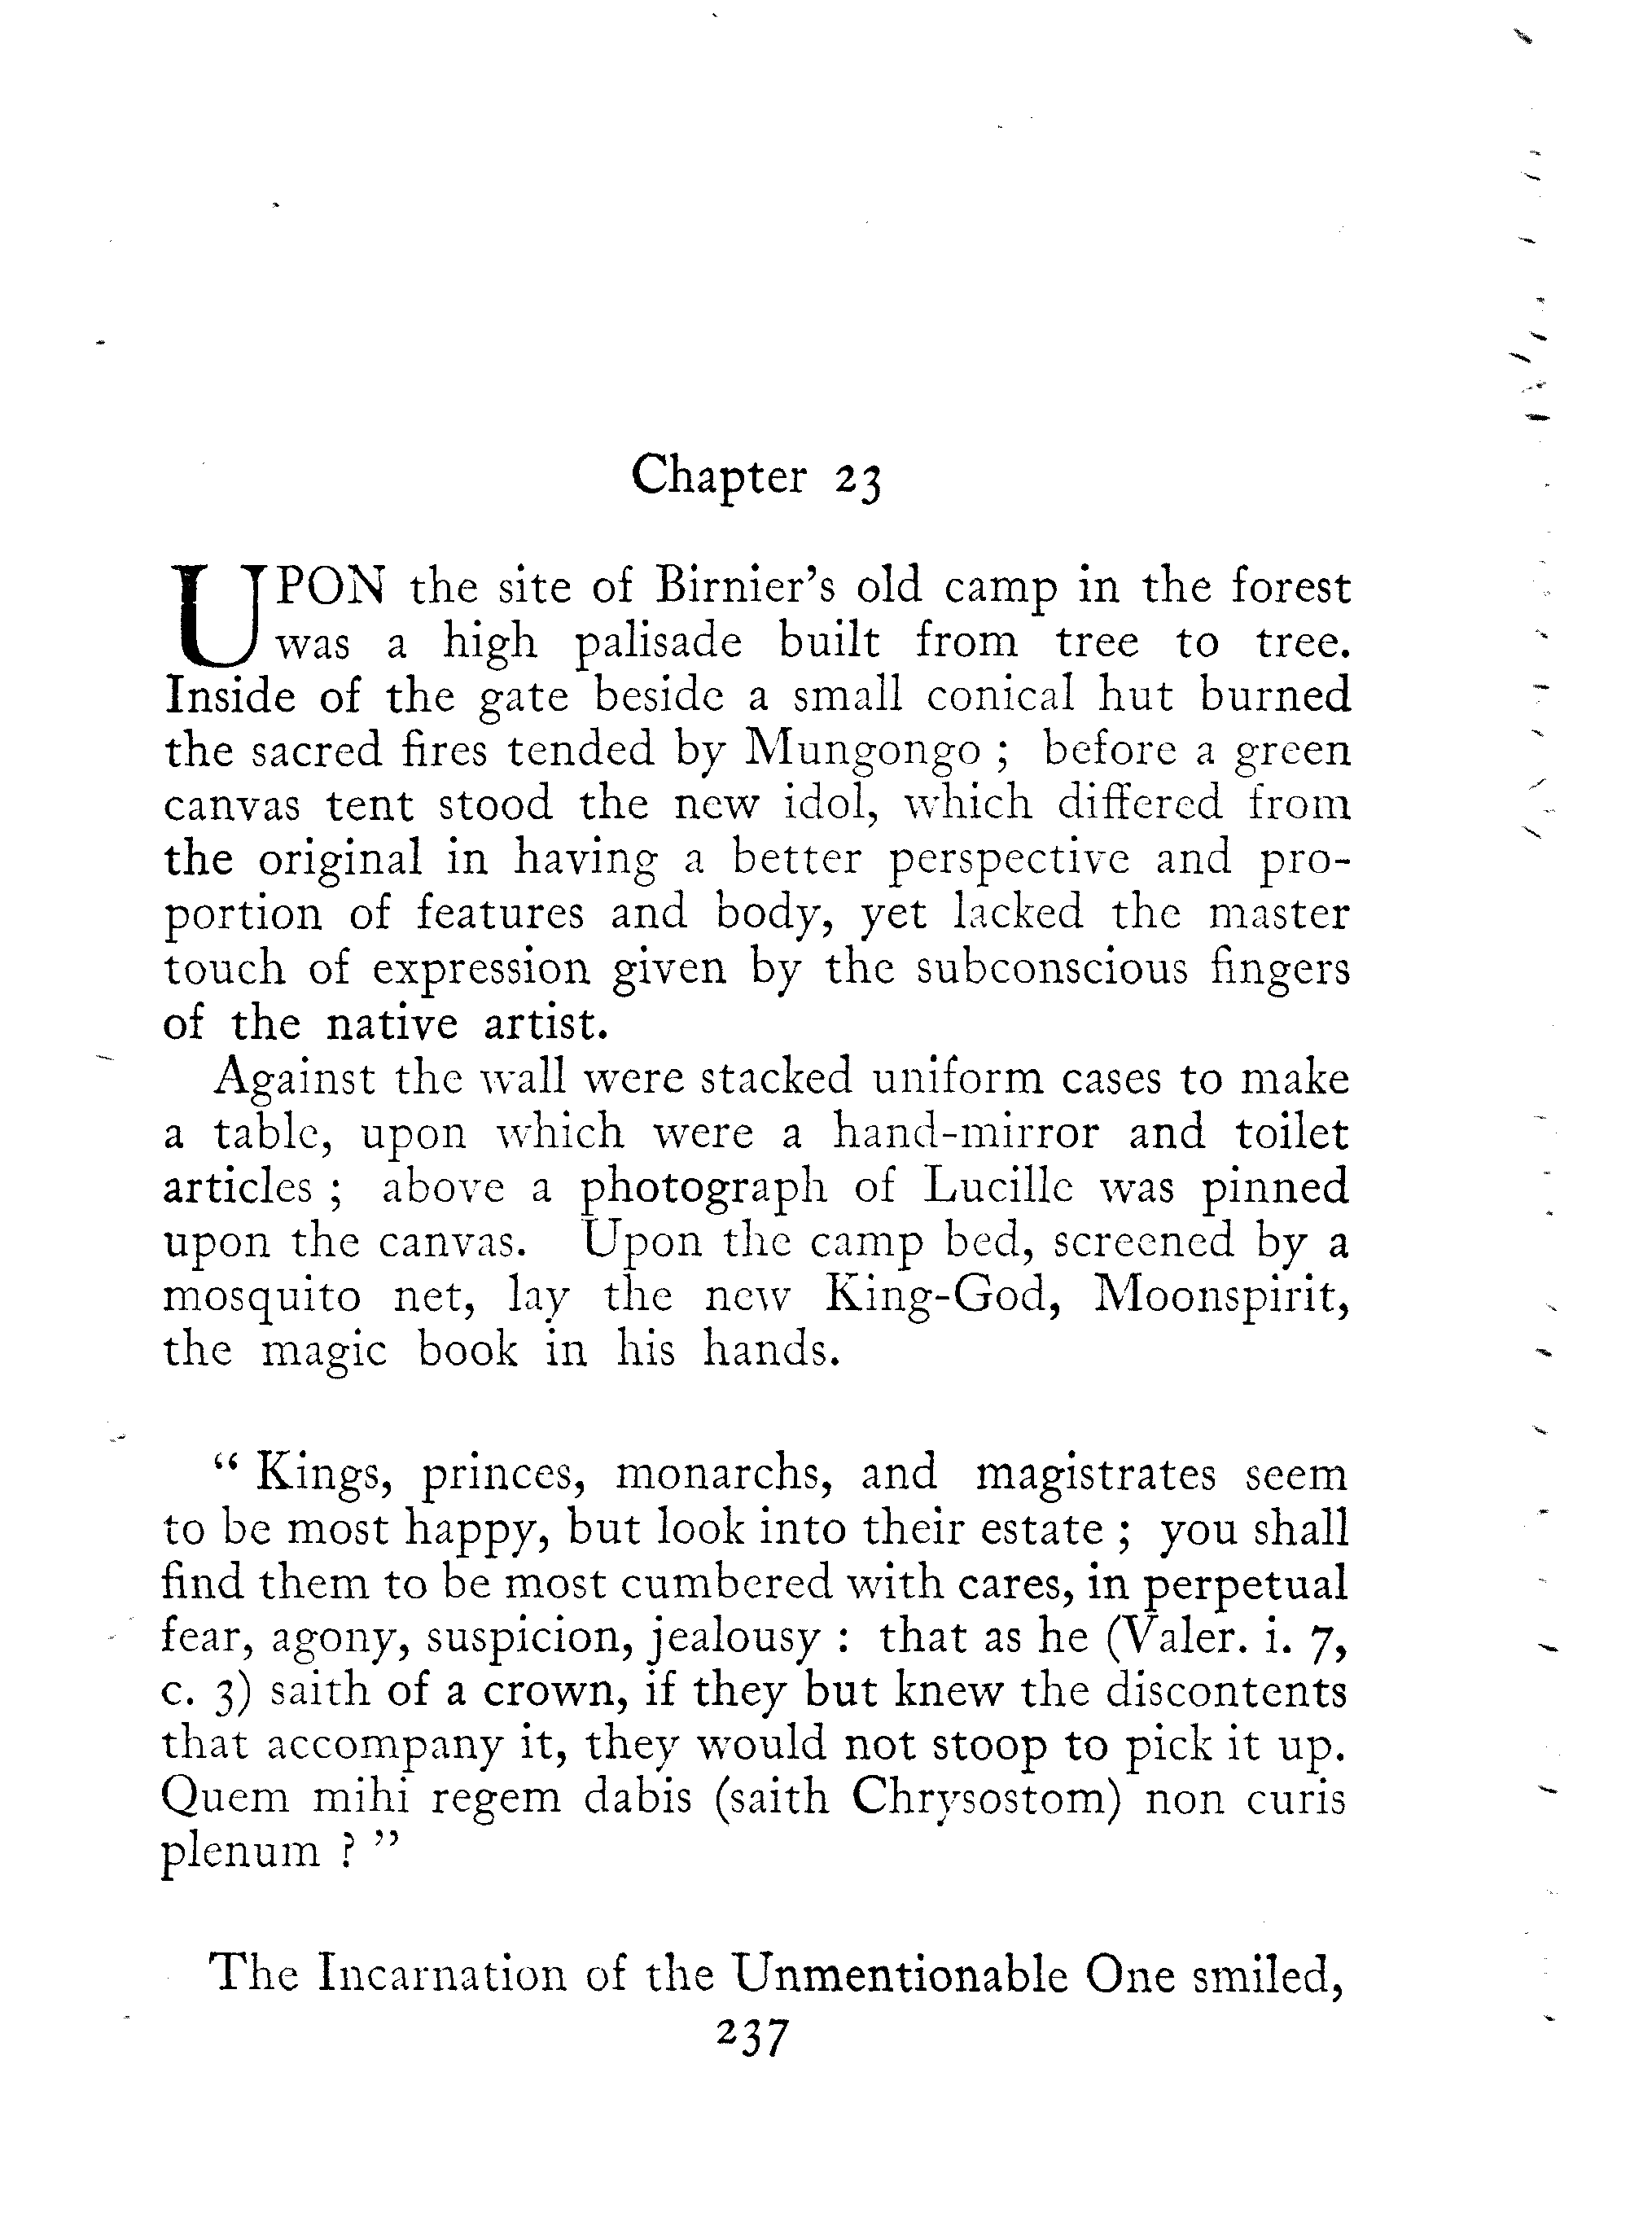 Chapter 23
UPON the site of Birnier's old camp in the forest
was a high palisade built from tree to tree.
Inside of the gate beside a small conical hut burned
the sacred fires tended by Mungongo ; before a green
canvas tent stood the new idol, which differed from
the original in having a better perspective and pro-
portion of features and body, yet lacked the master
touch of expression given by the subconscious fingers
of the native artist.
Against the wall were stacked uniform cases to make
a table, upon which were a hand-mirror and toilet
articles ; above a photograph of Lucille was pinned
upon the canvas. Upon the camp bed, screened by a
mosquito net, lay the new King-God, Moonspirit,
the magic book in his hands.
“ Kings, princes, monarchs, and magistrates seem
to be most happy, but look into their estate ; you shall
find them to be most cumbered with cares, in perpetual
fear, agony, suspicion, jealousy : that as he (Valer. i. 7,
c. 3) saith of a crown, if they but knew the discontents
that accompany it, they would not stoop to pick it up.
Quem mihi regem dabis (saith Chrysostom) non curis
plenum ? ”
The Incarnation of the Unmentionable One smiled,
237